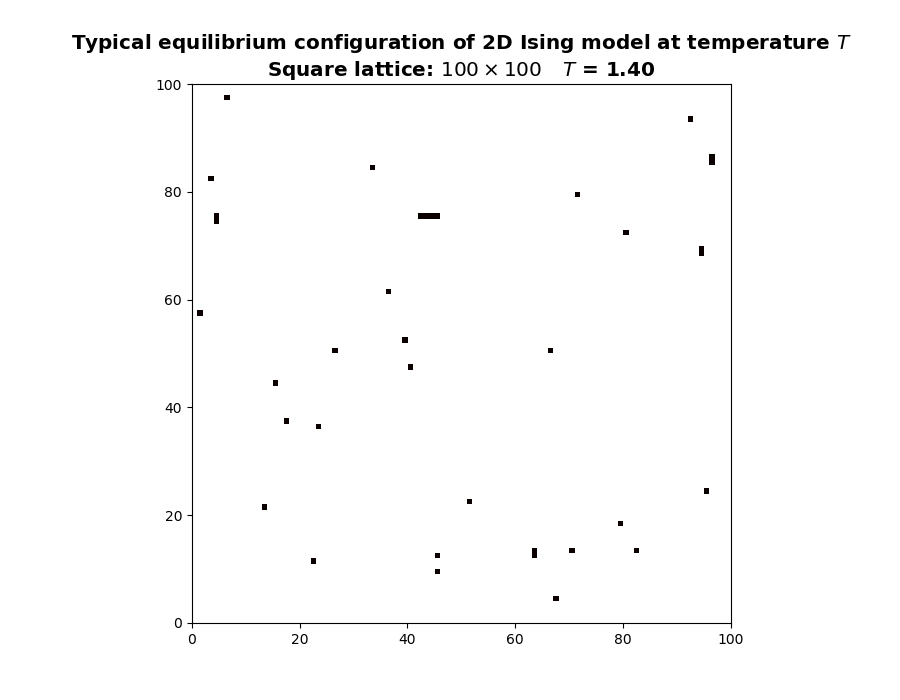 Typical equilibrium configuration of 2D Ising model at temperature T
Square lattice: 100 × 100 T = 1.40
100
80
60
40
20
0
0 20 40 60 80 100